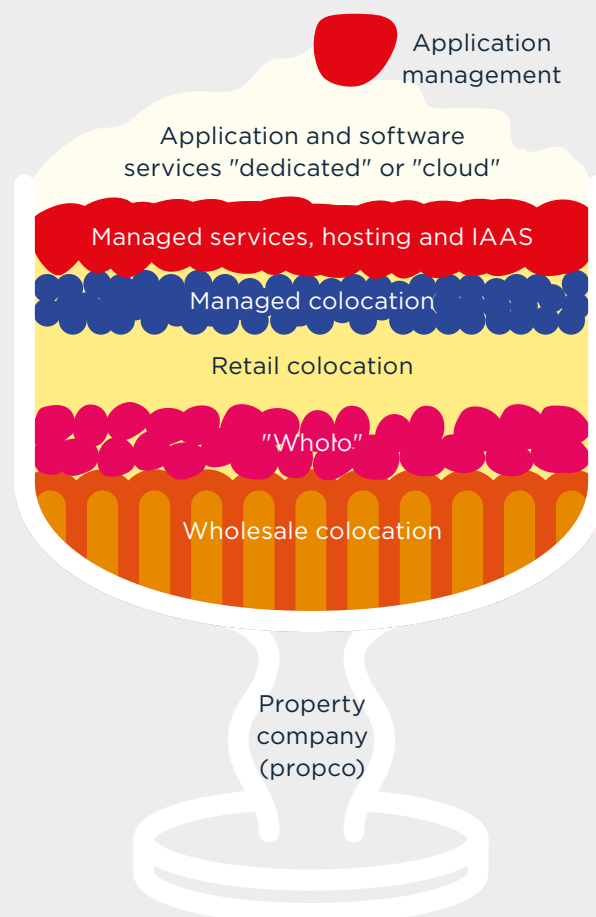 Application
management
Application and software
services "dedicated" or "cloud"
Managed services, hosting and IAAS
Managed colocation
Retail colocation
"Wholo"
Wholesale colocation
Property
company
(propco)